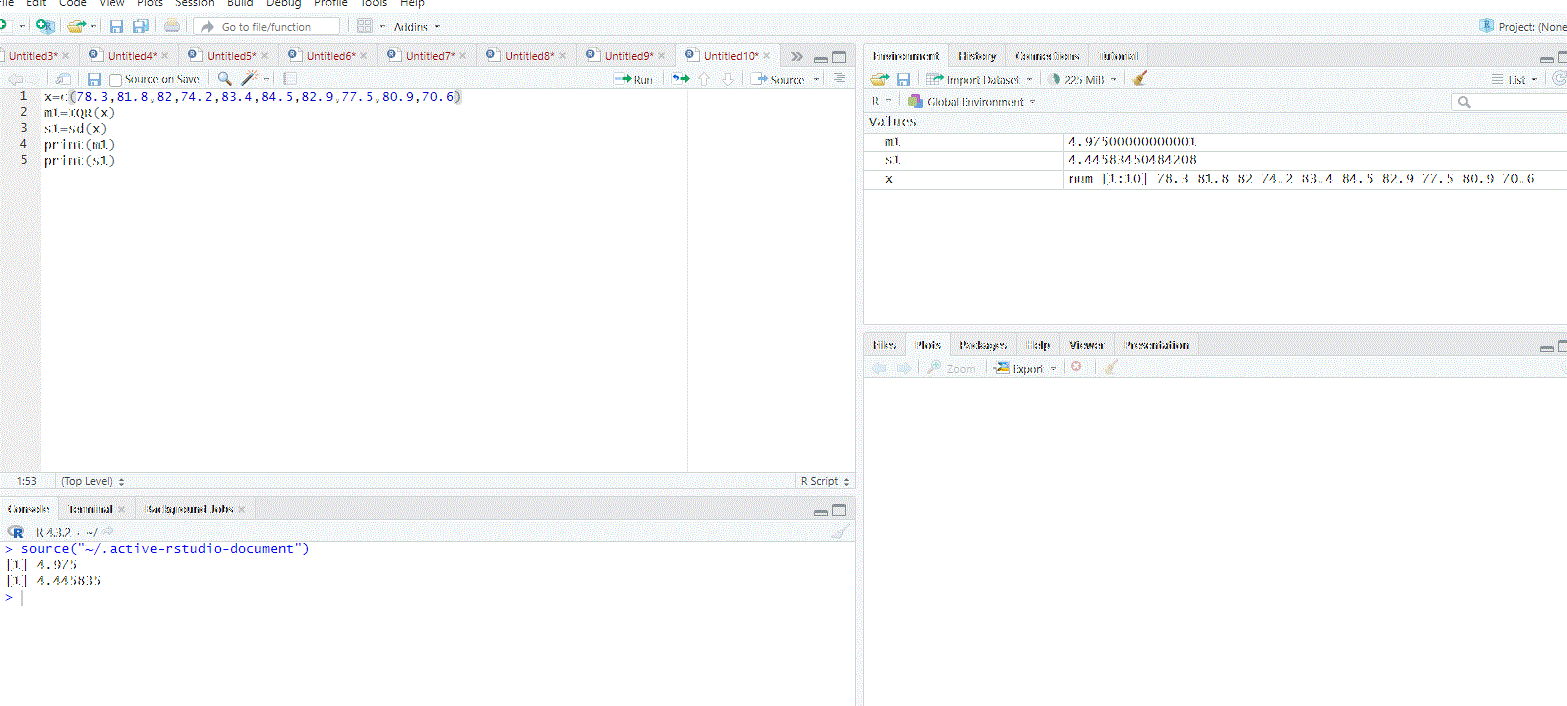 File Edit Code View Plots Session Build Debug Profile Tools Help
Go to file/function Addins Project: (None
Untitled3* Untitled4* Untitled5* Untitled6* Untitled7* Untitled8* Untitled9* Untitled10*
Source on Save Run Source
1 x=c(78.3,81.8,82,74.2,83.4,84.5,82.9,77.5,80.9,70.6)
2 m1=IQR(x)
3 s1=sd(x)
4 print(m1)
5 print(s1)
1:53 (Top Level) R Script
Console Terminal Background Jobs
R 4.3.2 · ~/
> source("~/.active-rstudio-document")
[1] 4.975
[1] 4.445835
>
Environment History Connections Tutorial
Import Dataset 225 MiB List
R Global Environment
Values
m1 4.97500000000001
s1 4.44583450484208
x num [1:10] 78.3 81.8 82 74.2 83.4 84.5 82.9 77.5 80.9 70.6
Files Plots Packages Help Viewer Presentation
Zoom Export